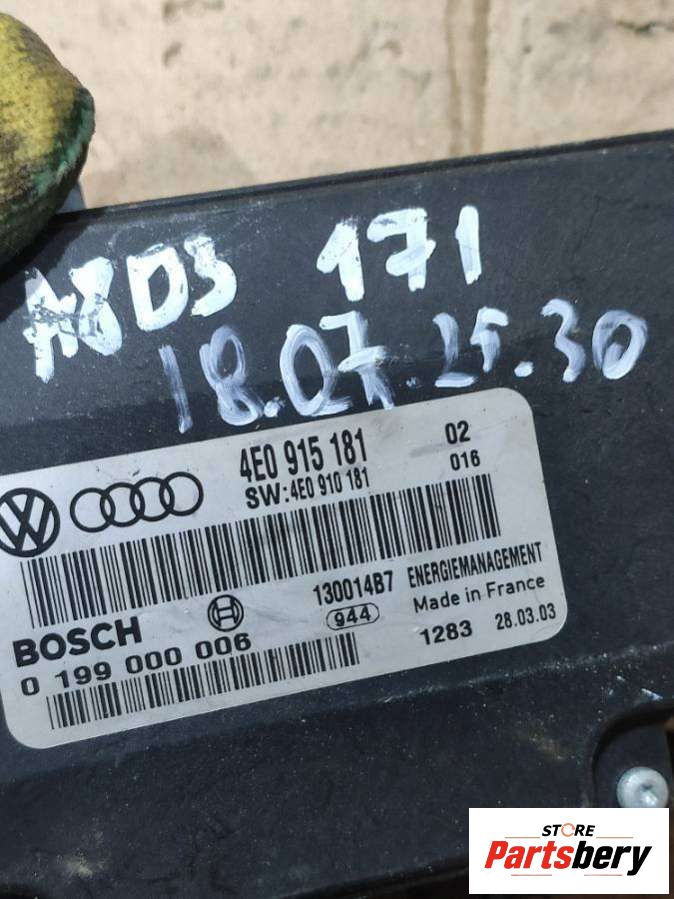 A8D3 171
18.07.25.30
4E0 915 181 02
SW:4E0 910 181 016
130014B7 ENERGIEMANAGEMENT
BOSCH 944 Made in France
0 199 000 006 1283 28.03.03
STORE
Partsbery